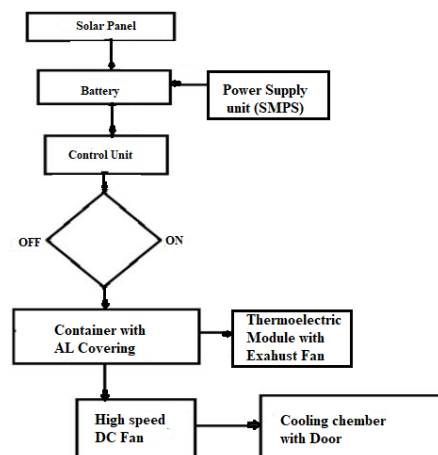 Solar Panel
Battery
Power Supply
unit (SMPS)
Control Unit
OFF
ON
Container with
AL Covering
Thermoelectric
Module with
Exahust Fan
High speed
DC Fan
Cooling chember
with Door